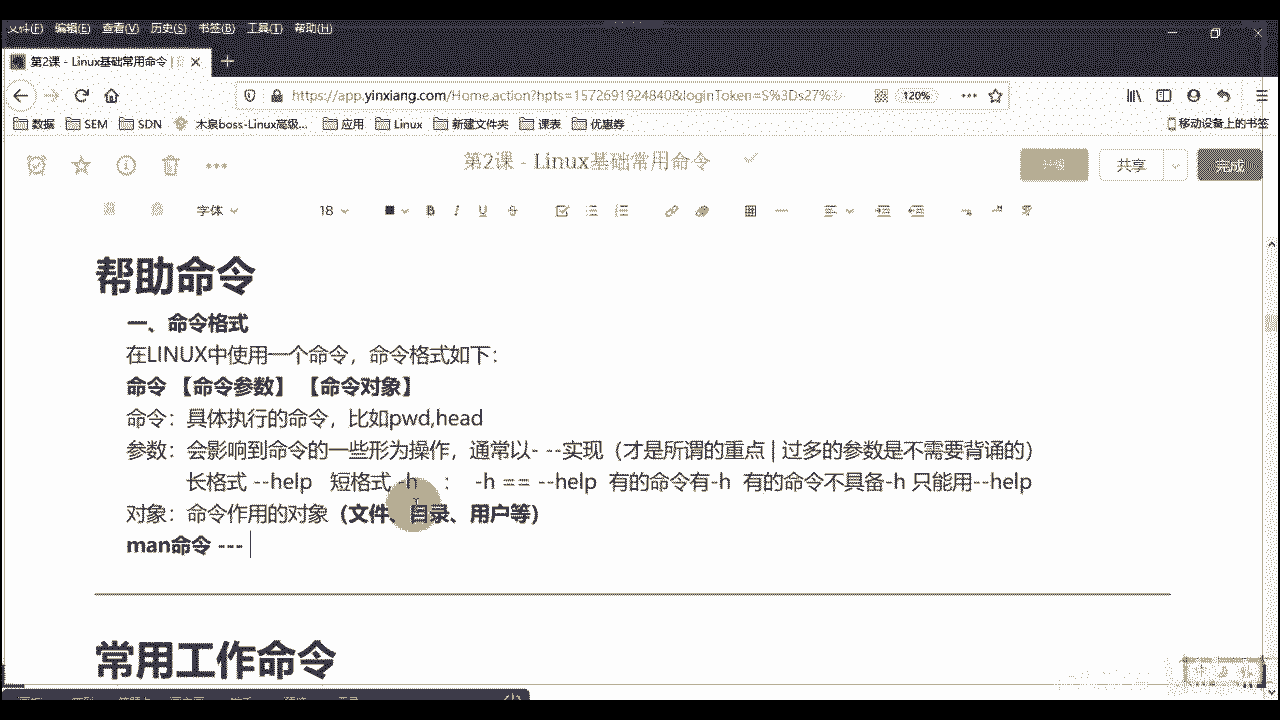 文件(F) 编辑(E) 查看(V) 历史(S) 书签(B) 工具(T) 帮助(H)
第2课 - Linux基础常用命令 |
https://app.yinxiang.com/Home.action?hpts=1572691924840&loginToken=S%3Ds27%3 120%
数据 SEM SDN 木泉boss-Linux高级... 应用 Linux 新建文件夹 课表 优惠券 移动设备上的书签
第2课 - Linux基础常用命令
共享 完成
字体 18 B I U
帮助命令
一、命令格式
在LINUX中使用一个命令，命令格式如下：
命令 【命令参数】 【命令对象】
命令：具体执行的命令，比如pwd,head
参数：会影响到命令的一些形为操作，通常以- --实现（才是所谓的重点 | 过多的参数是不需要背诵的）
长格式 --help 短格式 -h ： -h == --help 有的命令有-h 有的命令不具备-h 只能用--help
对象：命令作用的对象（文件、目录、用户等）
man命令 ---
常用工作命令